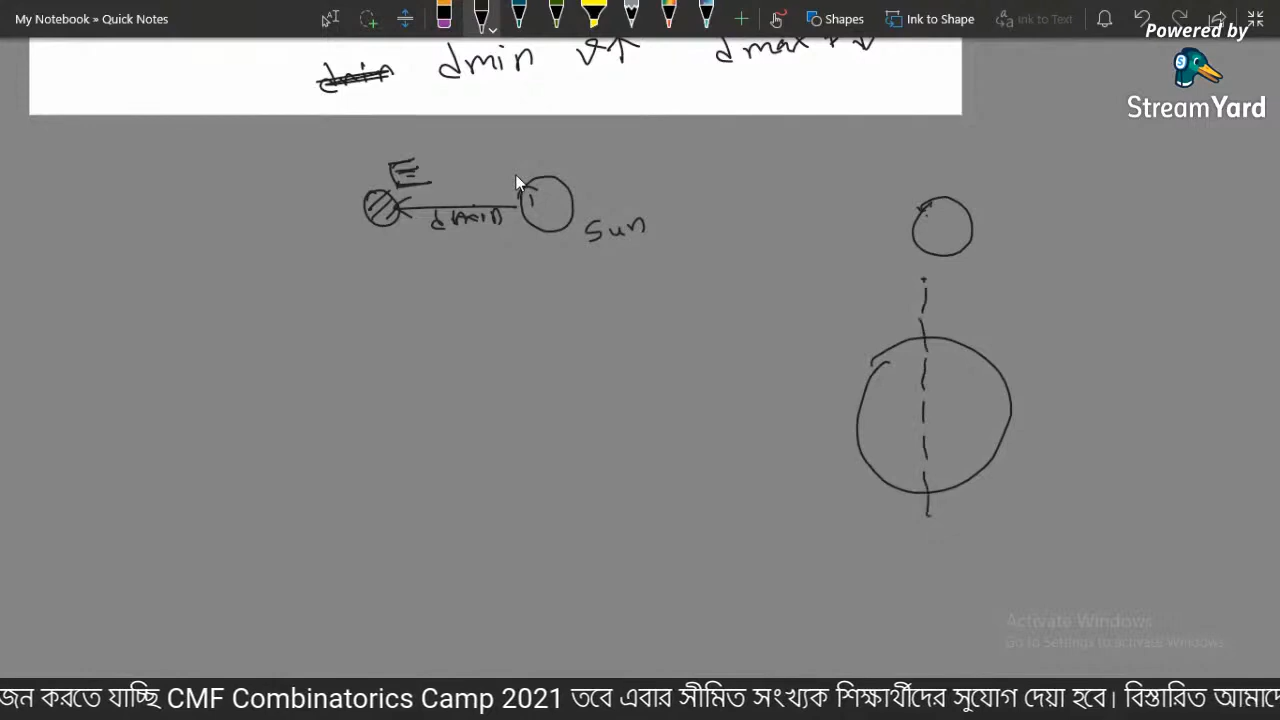 My Notebook » Quick Notes
Shapes
Ink to Shape
Ink to Text
Powered by
StreamYard
dmin v↑ dmax
E
dmin
Sun
Activate Windows
Go to Settings to activate Windows.
জন করতে যাচ্ছি CMF Combinatorics Camp 2021 তবে এবার সীমিত সংখ্যক শিক্ষার্থীদের সুযোগ দেয়া হবে। বিস্তারিত আমাদে